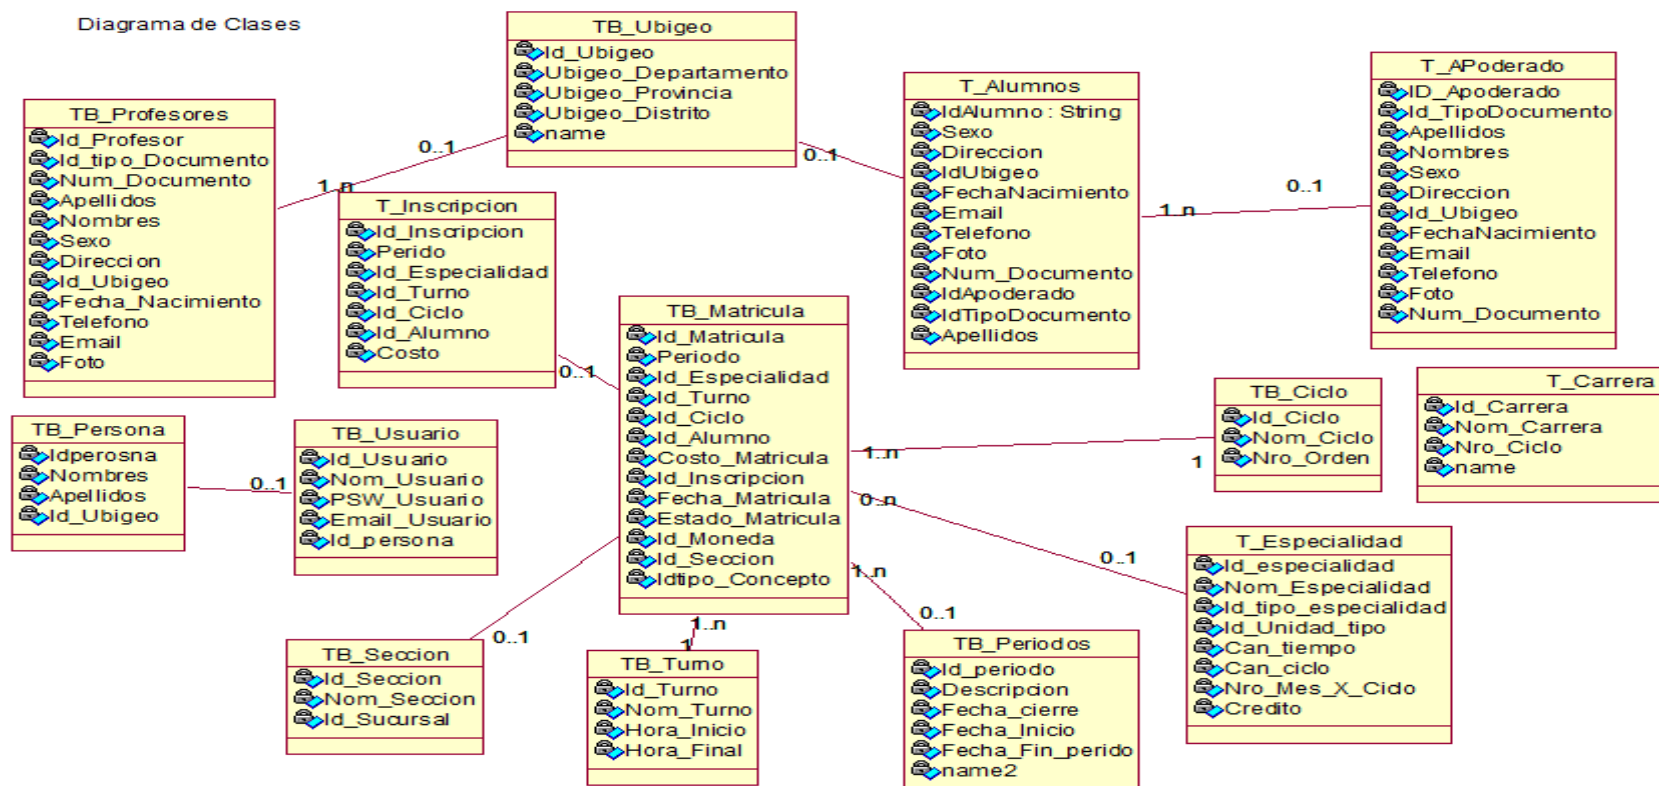 Diagrama de Clases
TB_Ubigeo
Id_Ubigeo
Ubigeo_Departamento
Ubigeo_Provincia
Ubigeo_Distrito
name
TB_Profesores
Id_Profesor
Id_tipo_Documento
Num_Documento
Apellidos
Nombres
Sexo
Direccion
Id_Ubigeo
Fecha_Nacimiento
Telefono
Email
Foto
0..1
1..n
T_Alumnos
IdAlumno : String
Sexo
Direccion
IdUbigeo
FechaNacimiento
Email
Telefono
Foto
Num_Documento
IdApoderado
IdTipoDocumento
Apellidos
0..1
T_APoderado
ID_Apoderado
Id_TipoDocumento
Apellidos
Nombres
Sexo
Direccion
Id_Ubigeo
FechaNacimiento
Email
Telefono
Foto
Num_Documento
0..1
1..n
T_Inscripcion
Id_Inscripcion
Perido
Id_Especialidad
Id_Turno
Id_Ciclo
Id_Alumno
Costo
0..1
TB_Matricula
Id_Matricula
Periodo
Id_Especialidad
Id_Turno
Id_Ciclo
Id_Alumno
Costo_Matricula
Id_Inscripcion
Fecha_Matricula
Estado_Matricula
Id_Moneda
Id_Seccion
Idtipo_Concepto
TB_Ciclo
Id_Ciclo
Nom_Ciclo
Nro_Orden
1..n
1
T_Carrera
Id_Carrera
Nom_Carrera
Nro_Ciclo
name
TB_Persona
Idperosna
Nombres
Apellidos
Id_Ubigeo
0..1
TB_Usuario
Id_Usuario
Nom_Usuario
PSW_Usuario
Email_Usuario
Id_persona
0..n
0..1
T_Especialidad
Id_especialidad
Nom_Especialidad
Id_tipo_especialidad
Id_Unidad_tipo
Can_tiempo
Can_ciclo
Nro_Mes_X_Ciclo
Credito
1..n
0..1
TB_Seccion
Id_Seccion
Nom_Seccion
Id_Sucursal
0..1
1..n
1
TB_Turno
Id_Turno
Nom_Turno
Hora_Inicio
Hora_Final
TB_Periodos
Id_periodo
Descripcion
Fecha_cierre
Fecha_Inicio
Fecha_Fin_perido
name2